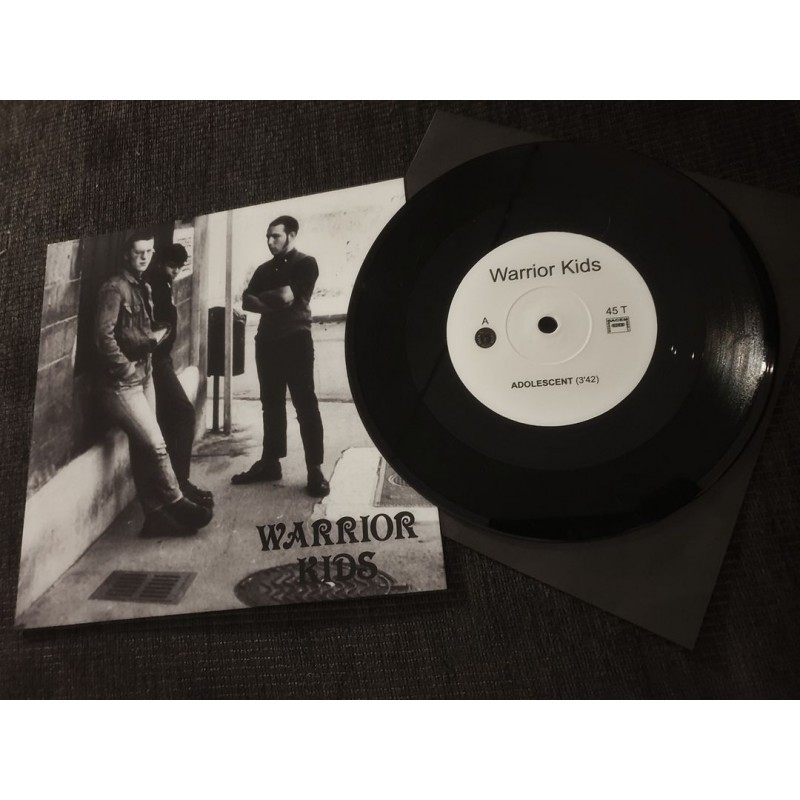 WARRIOR
KIDS
Warrior Kids
A
45 T
ADOLESCENT (3'42)